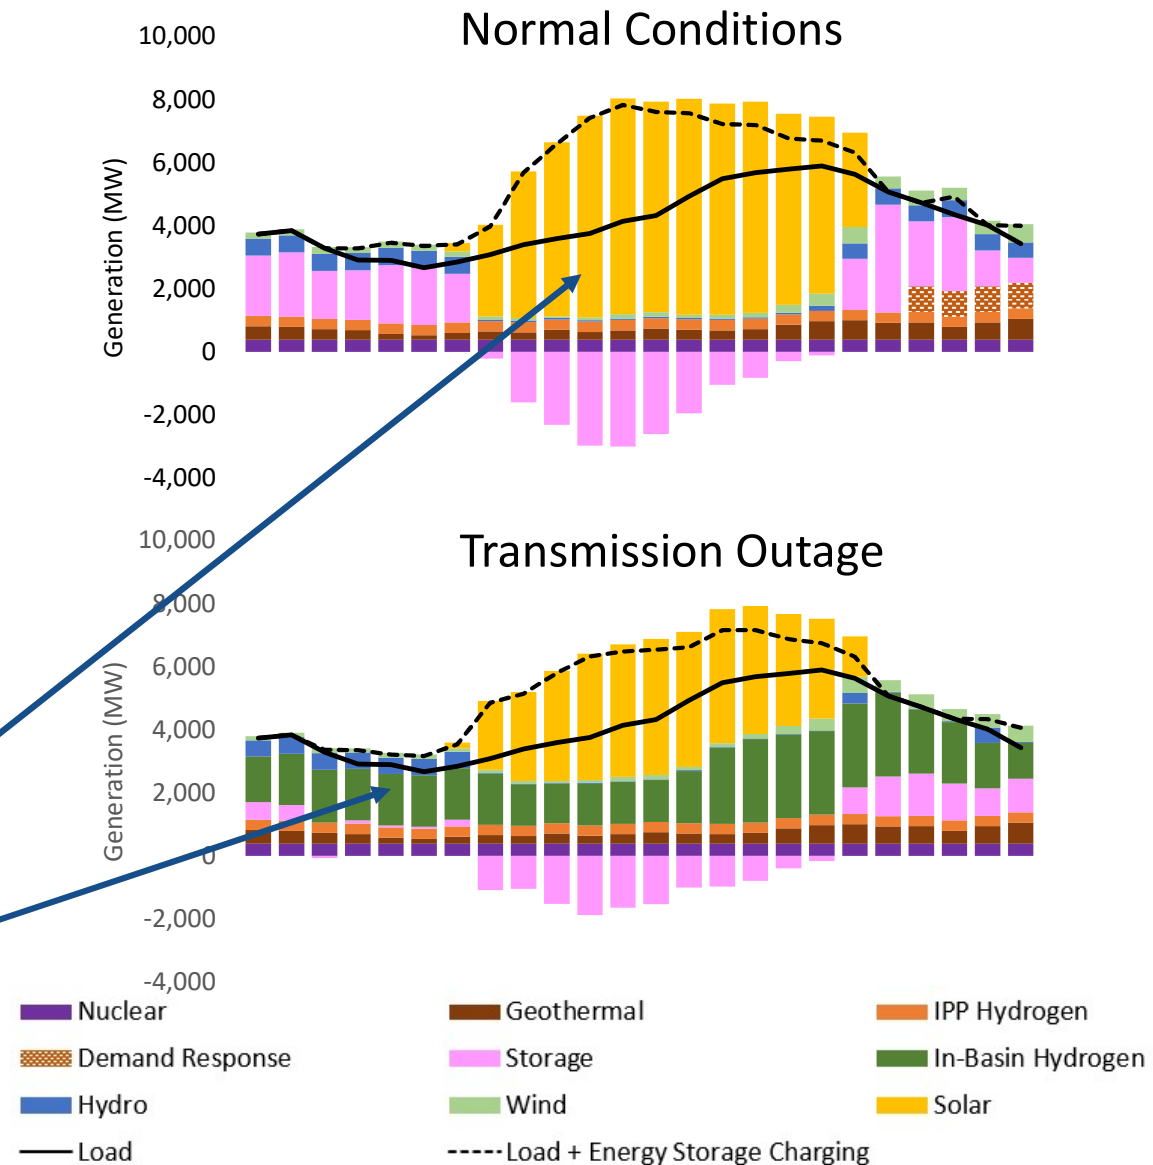 Normal Conditions
10,000
8,000
6,000
4,000
2,000
0
-2,000
-4,000
Generation (MW)
Transmission Outage
10,000
8,000
6,000
4,000
2,000
0
-2,000
-4,000
Generation (MW)
Nuclear Geothermal IPP Hydrogen
Demand Response Storage In-Basin Hydrogen
Hydro Wind Solar
Load Load + Energy Storage Charging